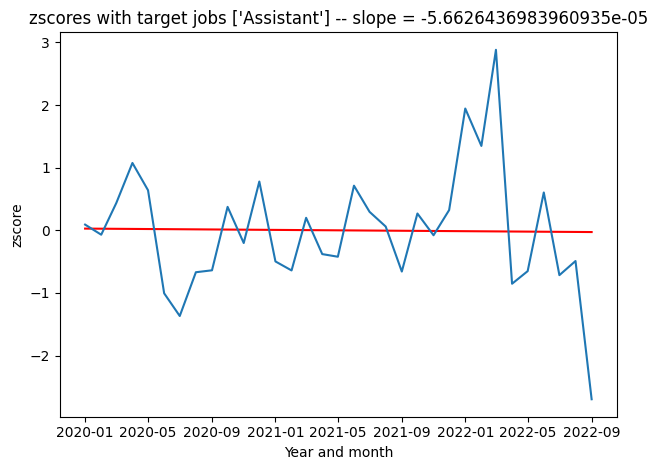 zscores with target jobs ['Assistant'] -- slope = -5.6626436983960935e-05
3
2
1
0
−1
−2
zscore
2020-01 2020-05 2020-09 2021-01 2021-05 2021-09 2022-01 2022-05 2022-09
Year and month